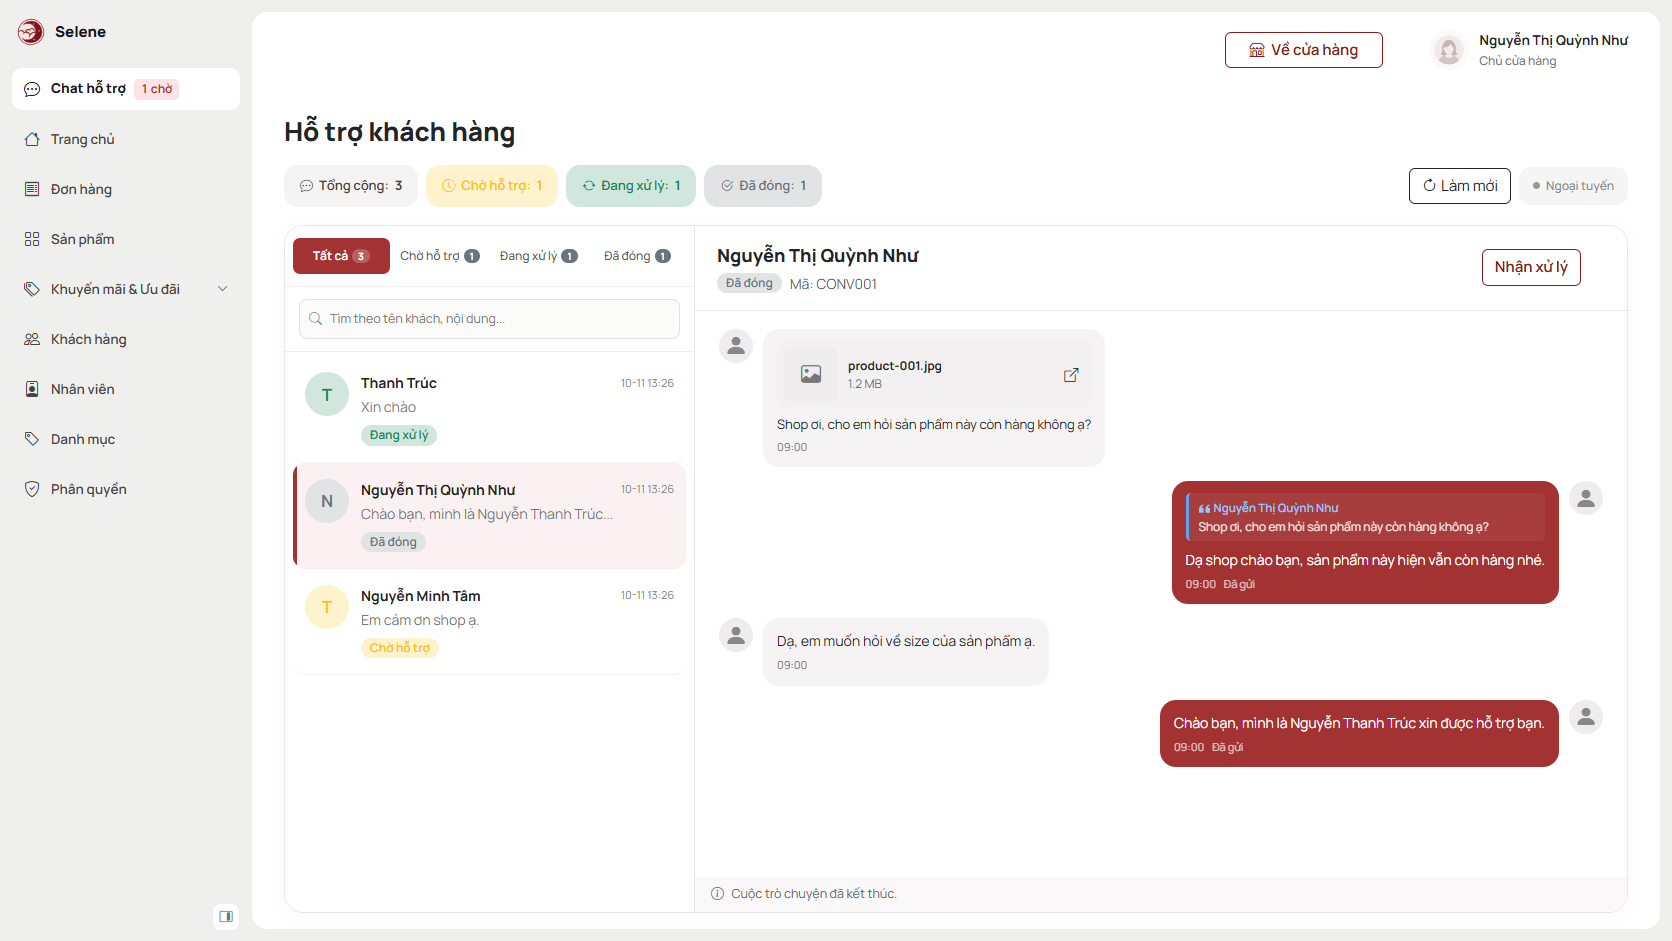 Selene
Chat hỗ trợ 1 chờ
Trang chủ
Đơn hàng
Sản phẩm
Khuyến mãi & Ưu đãi
Khách hàng
Nhân viên
Danh mục
Phân quyền
Về cửa hàng
Nguyễn Thị Quỳnh Như
Chủ cửa hàng
Hỗ trợ khách hàng
Tổng cộng: 3
Chờ hỗ trợ: 1
Đang xử lý: 1
Đã đóng: 1
Làm mới
Ngoại tuyến
Tất cả 3
Chờ hỗ trợ 1
Đang xử lý 1
Đã đóng 1
Tìm theo tên khách, nội dung...
Thanh Trúc 10-11 13:26
Xin chào
Đang xử lý
N
T
Nguyễn Thị Quỳnh Như 10-11 13:26
Chào bạn, mình là Nguyễn Thanh Trúc...
Đã đóng
T
Nguyễn Minh Tâm 10-11 13:26
Em cảm ơn shop ạ.
Chờ hỗ trợ
Nguyễn Thị Quỳnh Như
Đã đóng Mã: CONV001
Nhận xử lý
product-001.jpg
1.2 MB
Shop ơi, cho em hỏi sản phẩm này còn hàng không ạ?
09:00
Nguyễn Thị Quỳnh Như
Shop ơi, cho em hỏi sản phẩm này còn hàng không ạ?
Dạ shop chào bạn, sản phẩm này hiện vẫn còn hàng nhé.
09:00 Đã gửi
Dạ, em muốn hỏi về size của sản phẩm ạ.
09:00
Chào bạn, mình là Nguyễn Thanh Trúc xin được hỗ trợ bạn.
09:00 Đã gửi
Cuộc trò chuyện đã kết thúc.